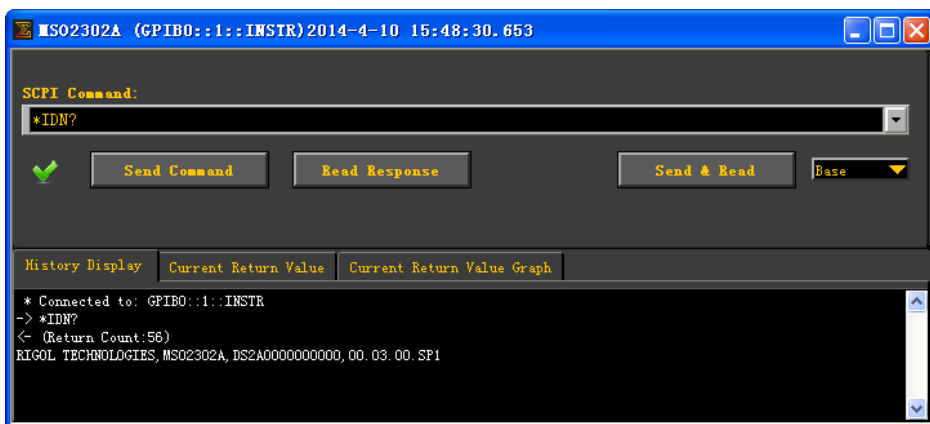 MSO2302A (GPIB0::1::INSTR)2014-4-10 15:48:30.653
SCPI Command:
*IDN?
Send Command Read Response Send & Read Base
History Display Current Return Value Current Return Value Graph
* Connected to: GPIB0::1::INSTR
-> *IDN?
<- (Return Count:56)
RIGOL TECHNOLOGIES,MSO2302A,DS2A0000000000,00.03.00.SP1